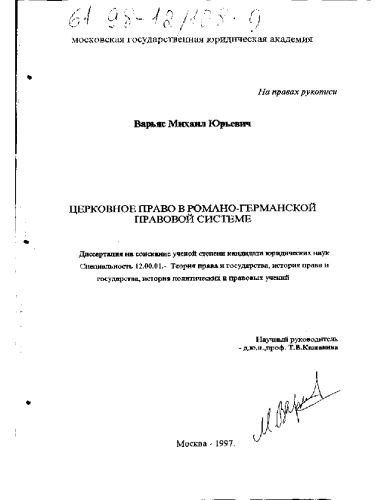 61 98-12/108-9
московская государственная юридическая академия
На правах рукописи
Варьяс Михаил Юрьевич
ЦЕРКОВНОЕ ПРАВО В РОМАНО-ГЕРМАНСКОЙ
ПРАВОВОЙ СИСТЕМЕ
Диссертация на соискание ученой степени кандидата юридических наук
Специальность 12.00.01.- Теория права и государства, история права и
государства, история политических и правовых учений
Научный руководитель
- д.ю.н.,проф. Т.В.Кашанина
Москва - 1997.